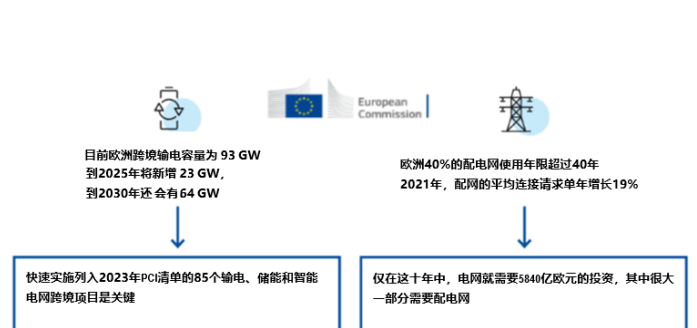 European
Commission
目前欧洲跨境输电容量为 93 GW
到2025年将新增 23 GW，
到2030年还会有64 GW
欧洲40%的配电网使用年限超过40年
2021年，配网的平均连接请求单年增长19%
快速实施列入2023年PCI清单的85个输电、储能和智能
电网跨境项目是关键
仅在这十年中，电网就需要5840亿欧元的投资，其中很大
一部分需要配电网